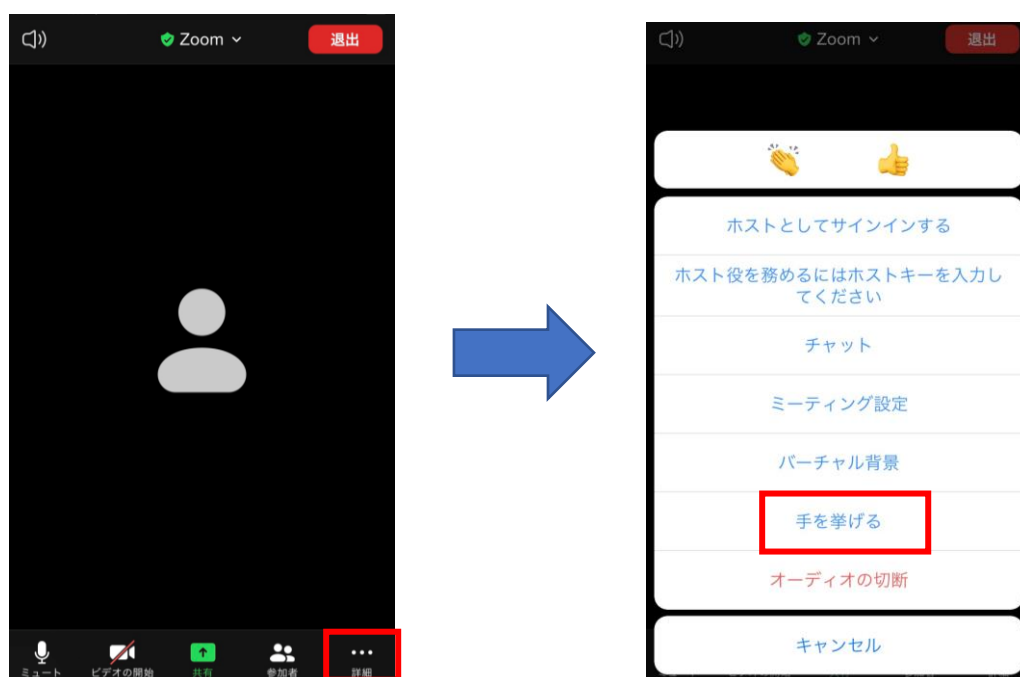 Zoom
退出
ミュート
ビデオの開始
共有
参加者
詳細
Zoom
退出
ホストとしてサインインする
ホスト役を務めるにはホストキーを入力し
てください
チャット
ミーティング設定
バーチャル背景
手を挙げる
オーディオの切断
キャンセル